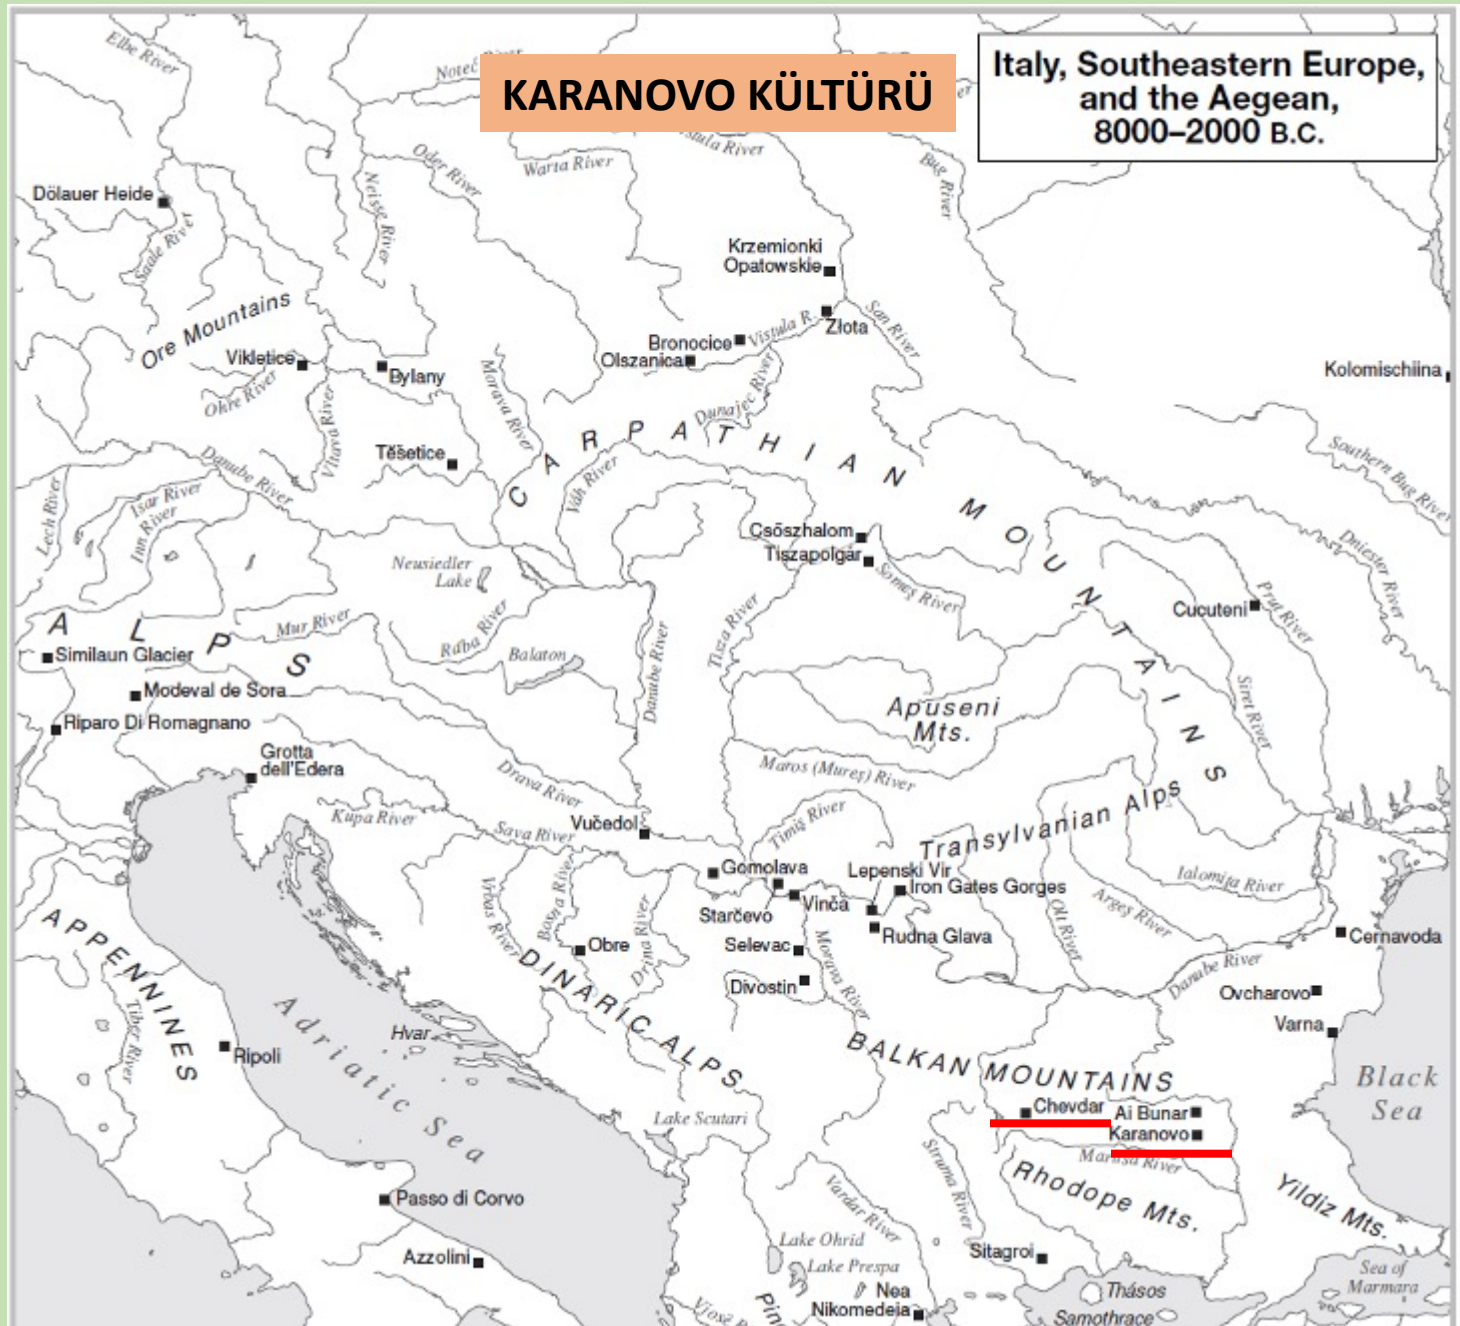 KARANOVO KÜLTÜRÜ
Italy, Southeastern Europe,
and the Aegean,
8000–2000 B.C.
Elbe River
Oder River
Warta River
River
Bug River
Neisse River
Dölauer Heide
Saale River
Krzemionki
Opatowskie
Ore Mountains
San River
Złota
Vistula R.
Bronocice
Olszanica
Vikletice
Bylany
Ohre River
Vltava River
Morava River
Dunajec River
Kolomischiina
CARPATHIAN MOUNTAINS
Těšetice
Danube River
Váh River
Southern Bug River
Lech River
Isar River
Inn River
Csőszhalom
Tiszapolgár
Someş River
Dniester River
Neusiedler
Lake
Cucuteni
Prut River
ALPS
Mur River
Raba River
Balaton
Danube River
Tisza River
Similaun Glacier
Modeval de Sora
Riparo Di Romagnano
Siret River
Apuseni
Mts.
Grotta
dell'Edera
Drava River
Maros (Mureş) River
Kupa River
Sava River
Vučedol
Timiş River
Transylvanian Alps
Gomolava
Lepenski Vir
Iron Gates Gorges
Ialomiţa River
Vrbas River
Bosna River
Drina River
Starčevo
Vinča
Rudna Glava
Olt River
Argeş River
Cernavoda
APPENNINES
Obre
Selevac
Divostin
Morava River
Danube River
Ovcharovo
Varna
DINARIC ALPS
Tiber River
Ripoli
Adriatic Sea
Hvar
BALKAN MOUNTAINS
Black
Sea
Chevdar
Ai Bunar
Karanovo
Lake Scutari
Struma River
Maritsa River
Rhodope Mts.
Yildiz Mts.
Passo di Corvo
Vardar River
Azzolini
Lake Ohrid
Lake Prespa
Sitagroi
Sea of
Marmara
Nea
Nikomedeia
Thásos
Samothrace